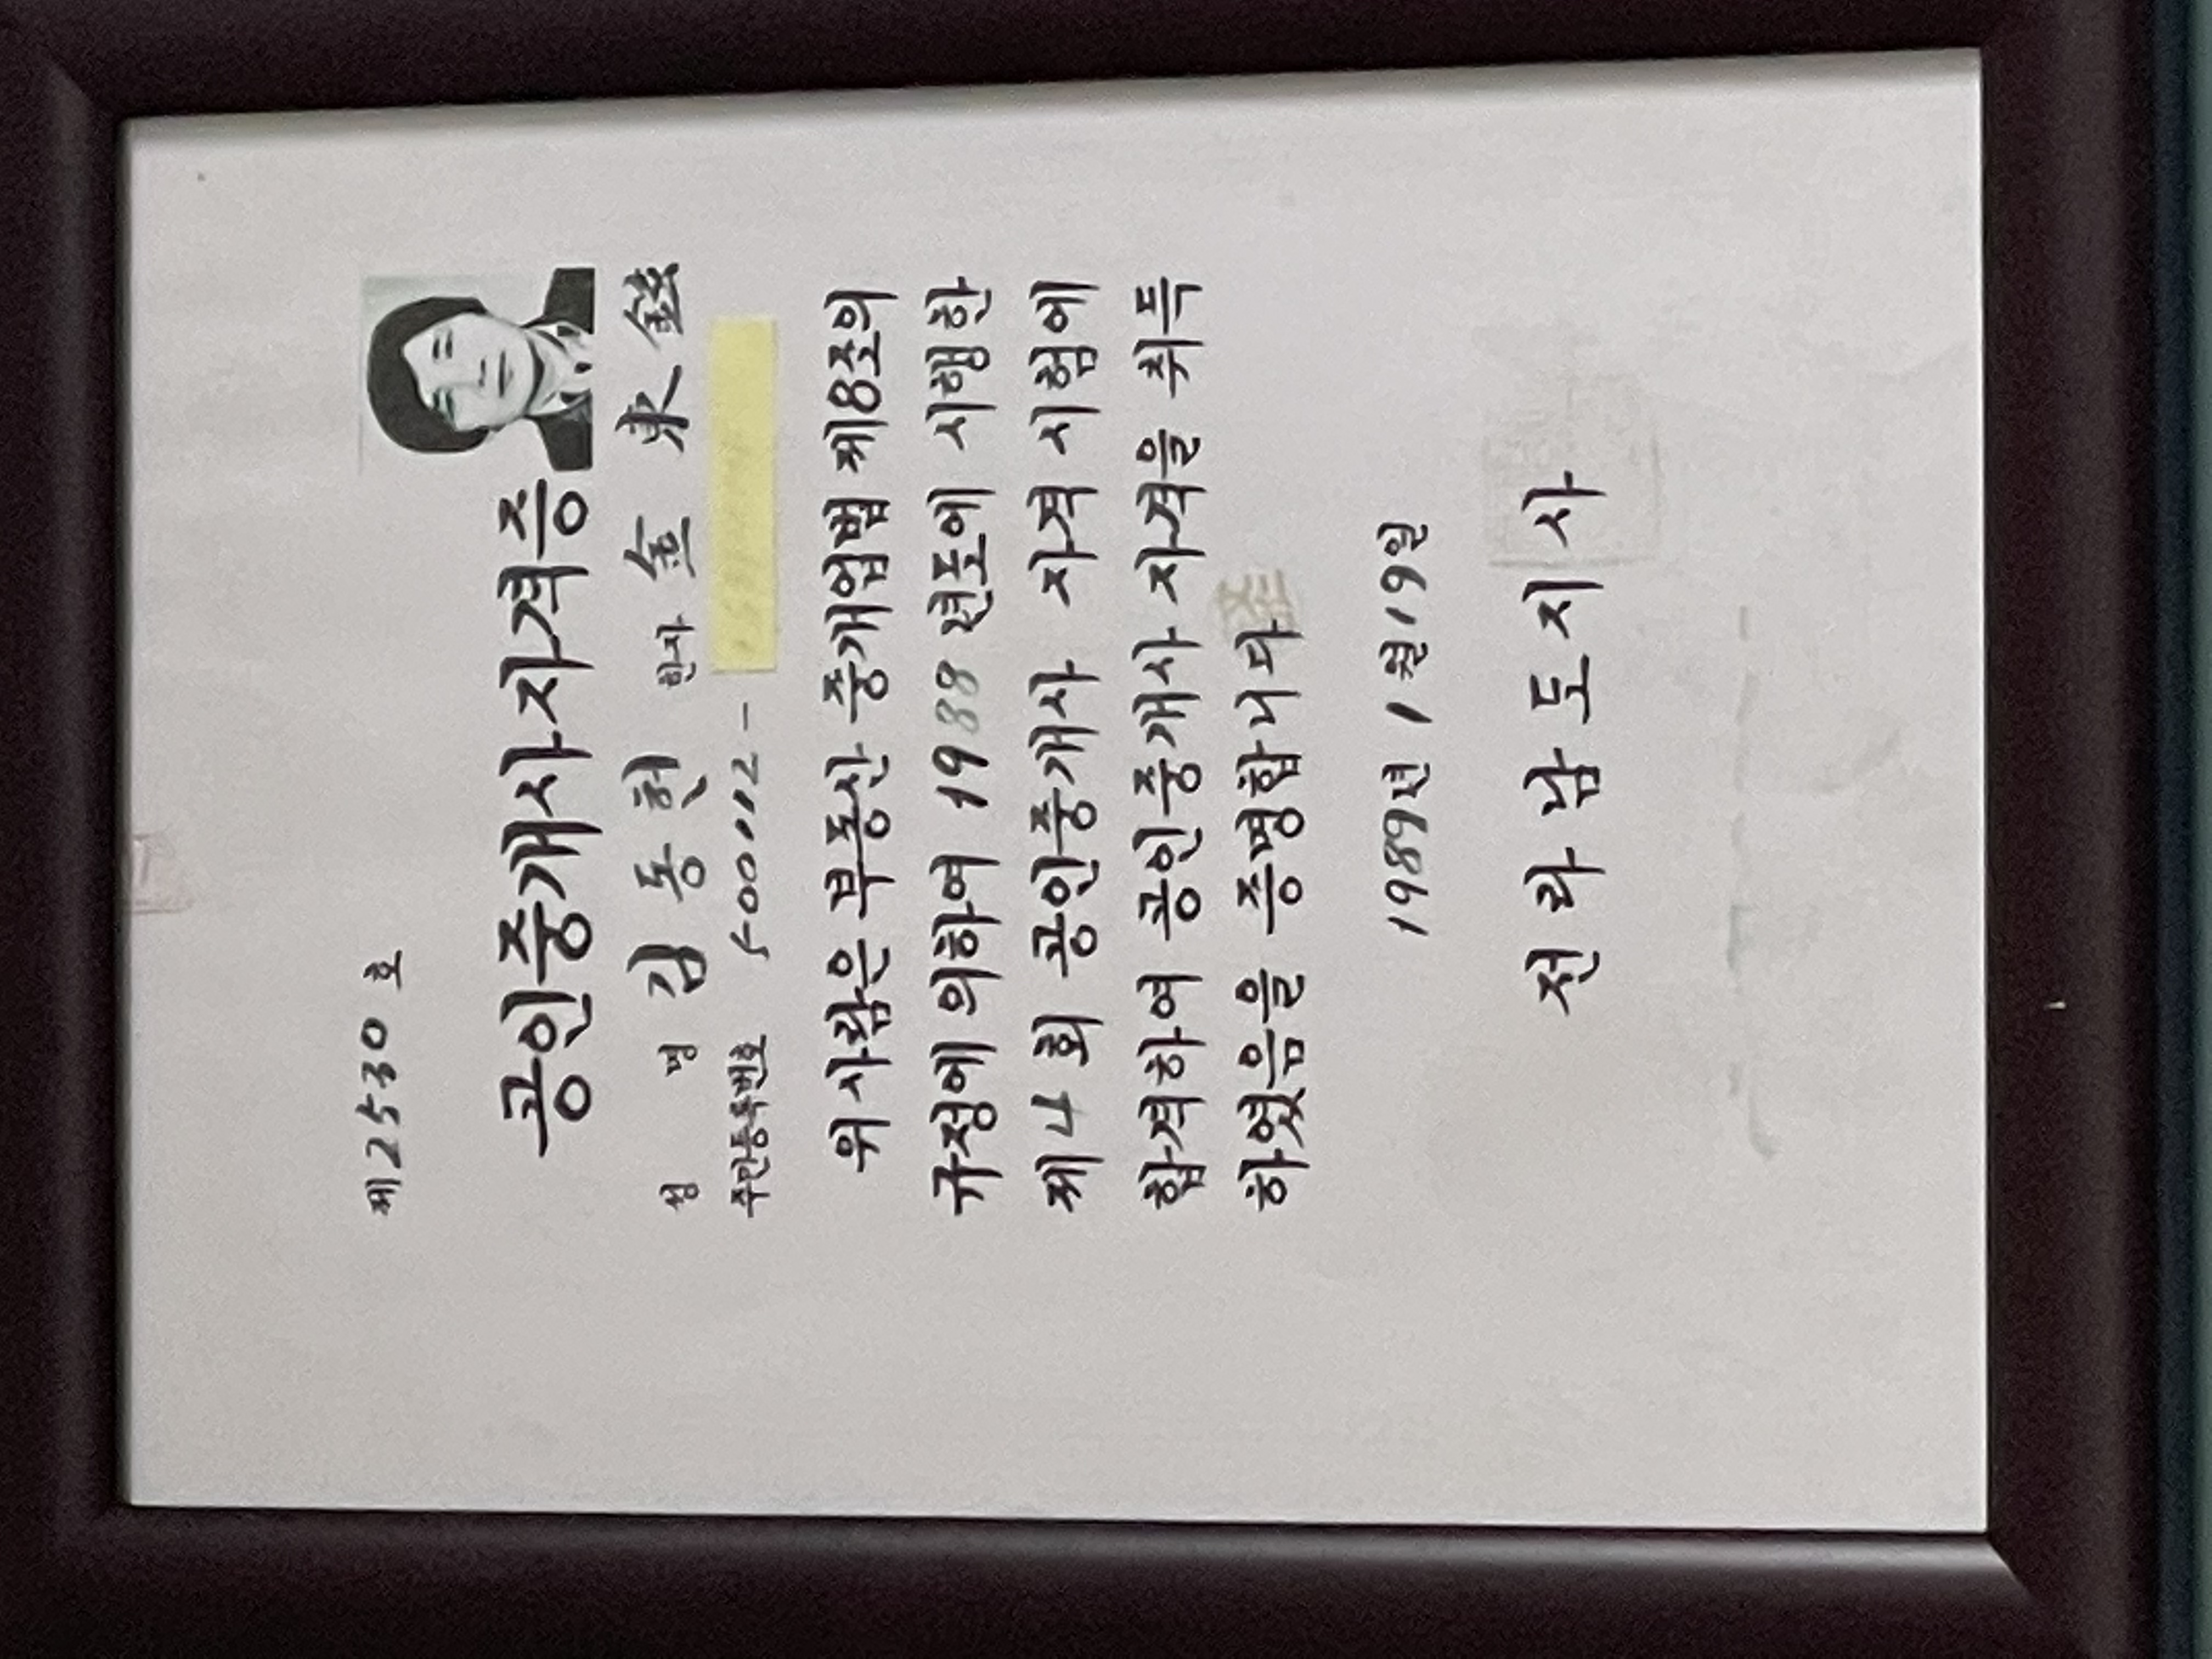 제2530 호
공인중개사자격증
성 명 김 동 현 한자 金 東 鉉
주민등록번호 500112 -
위 사람은 부동산 중개업법 제8조의
규정에 의하여 1988 년도에 시행한
제4 회 공인중개사 자격 시험에
합격하여 공인중개사 자격을 취득
하였음을 증명합니다
1989년 1 월19일
전 라 남 도 지 사